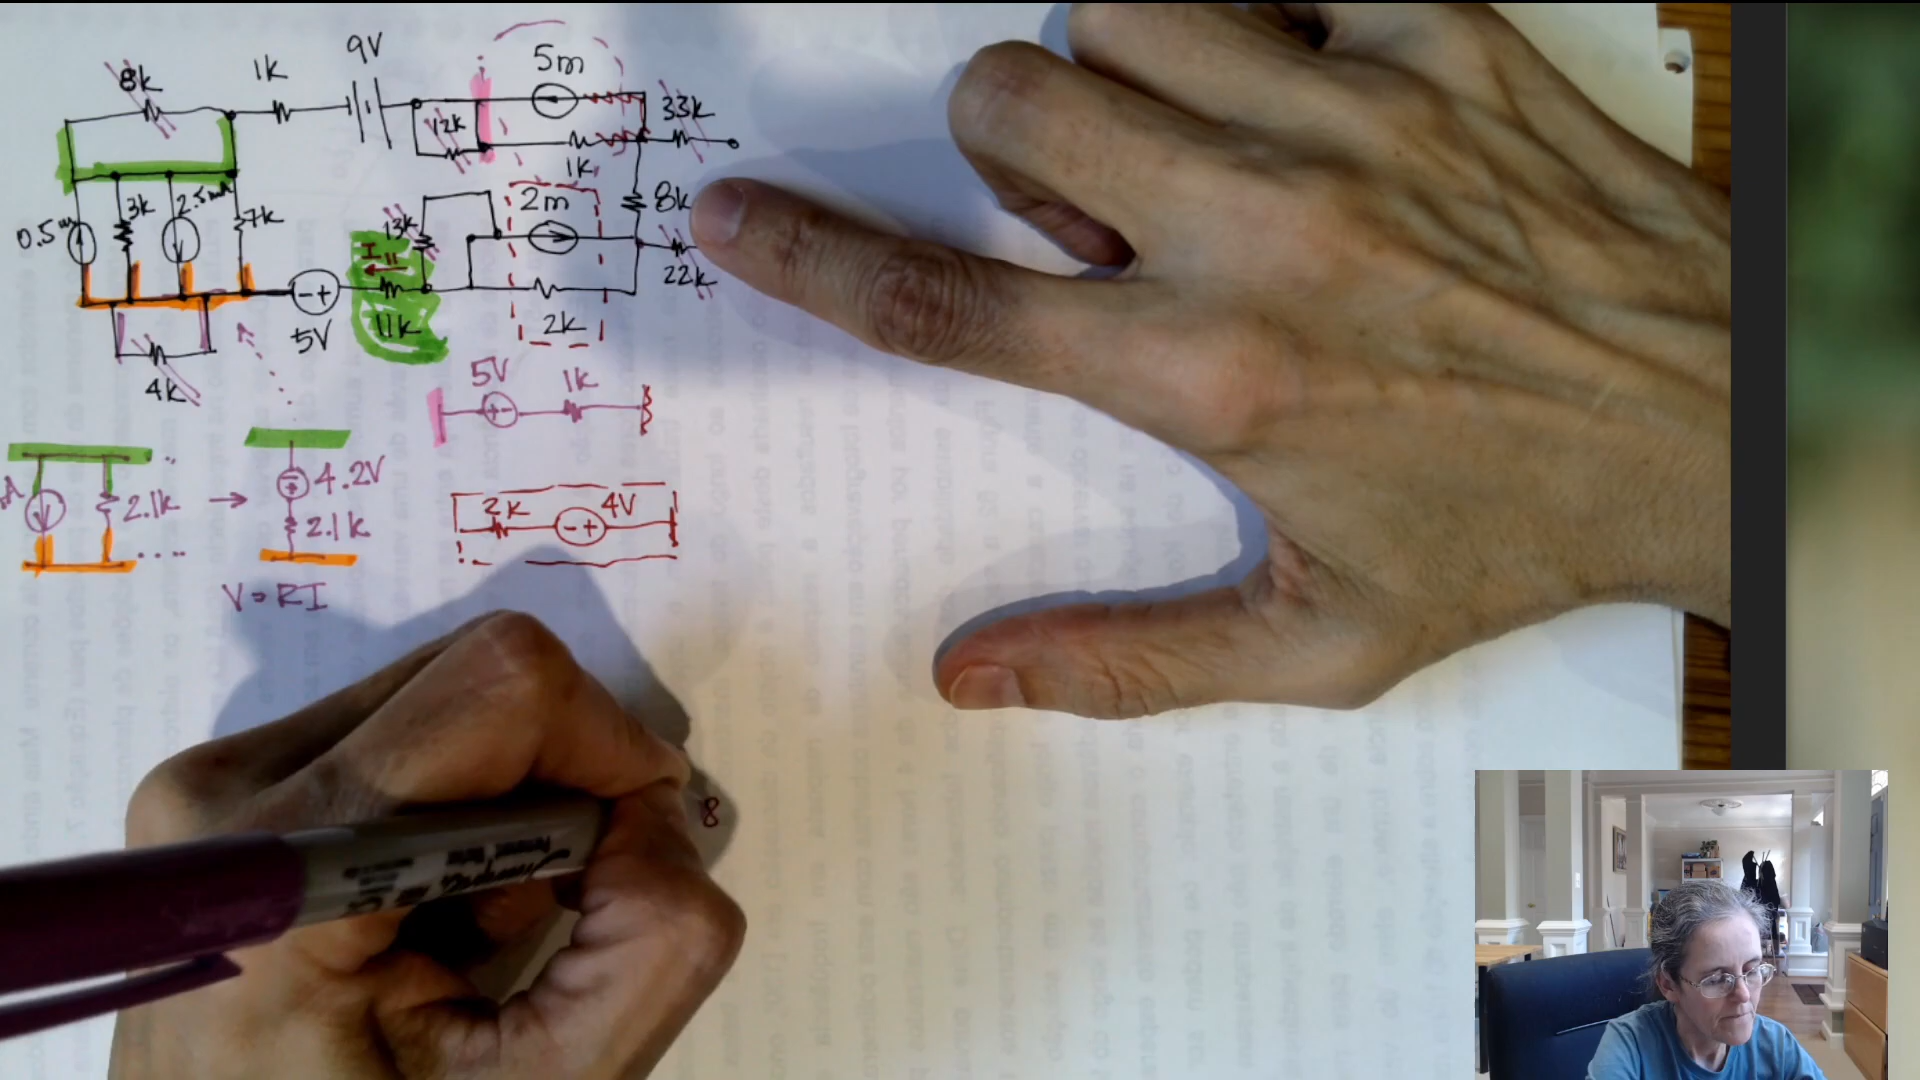 8k 1k 9V 5m
12k 33k
1k
0.5m 3k 2.5mA 7k 13k 2m 8k
I
22k
5V 11k 2k
4k
5V 1k
A 2.1k → 4.2V
2.1k
2k 4V
V = RI
8